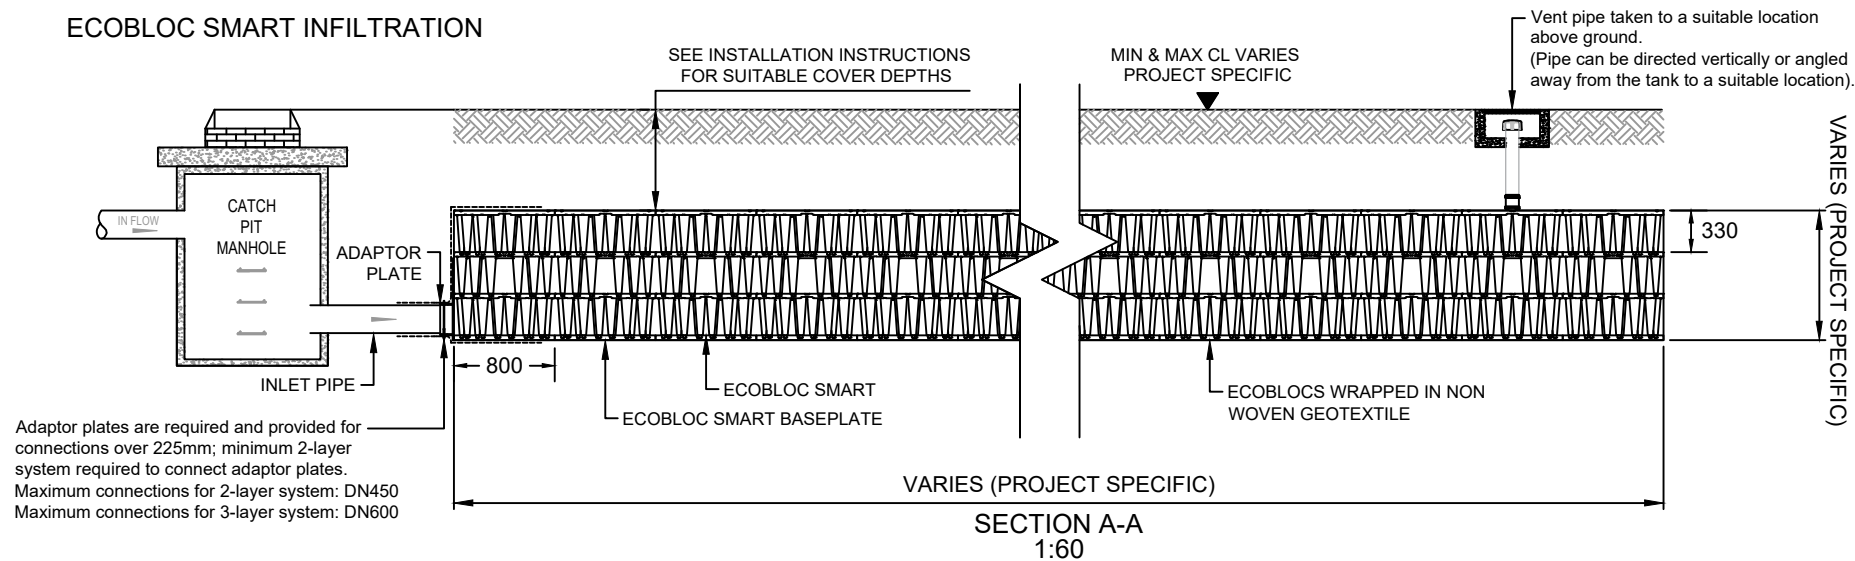 ECOBLOC SMART INFILTRATION
SEE INSTALLATION INSTRUCTIONS
FOR SUITABLE COVER DEPTHS
MIN & MAX CL VARIES
PROJECT SPECIFIC
Vent pipe taken to a suitable location
above ground.
(Pipe can be directed vertically or angled
away from the tank to a suitable location).
IN FLOW
CATCH
PIT
MANHOLE
ADAPTOR
PLATE
330
VARIES (PROJECT SPECIFIC)
800
INLET PIPE
ECOBLOC SMART
ECOBLOC SMART BASEPLATE
ECOBLOCS WRAPPED IN NON
WOVEN GEOTEXTILE
Adaptor plates are required and provided for
connections over 225mm; minimum 2-layer
system required to connect adaptor plates.
Maximum connections for 2-layer system: DN450
Maximum connections for 3-layer system: DN600
VARIES (PROJECT SPECIFIC)
SECTION A-A
1:60